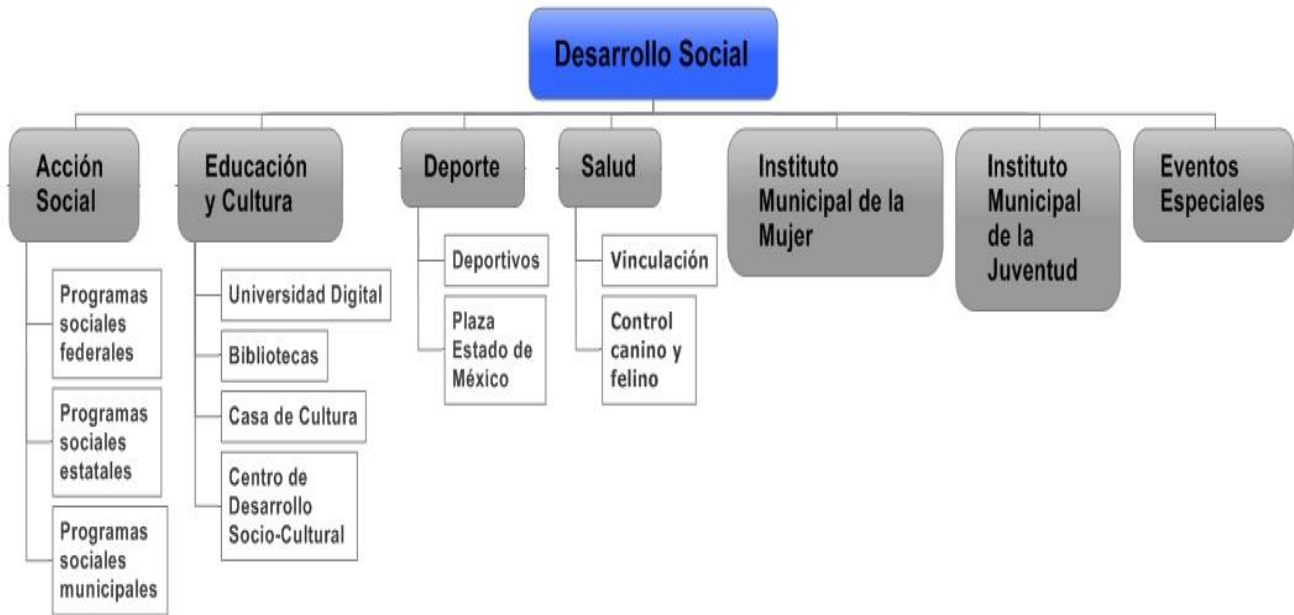 Desarrollo Social
Acción
Social
Programas
sociales
federales
Programas
sociales
estatales
Programas
sociales
municipales
Educación
y Cultura
Universidad Digital
Bibliotecas
Casa de Cultura
Centro de
Desarrollo
Socio-Cultural
Deporte
Deportivos
Plaza
Estado de
México
Salud
Vinculación
Control
canino y
felino
Instituto
Municipal de la
Mujer
Instituto
Municipal
de la
Juventud
Eventos
Especiales